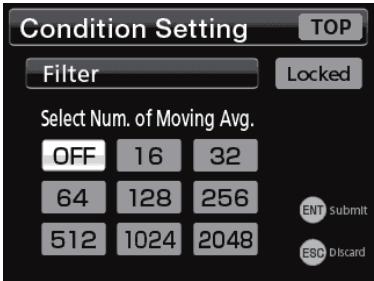 Condition Setting TOP
Filter Locked
Select Num. of Moving Avg.
OFF 16 32
64 128 256
ENT Submit
512 1024 2048
ESC Discard